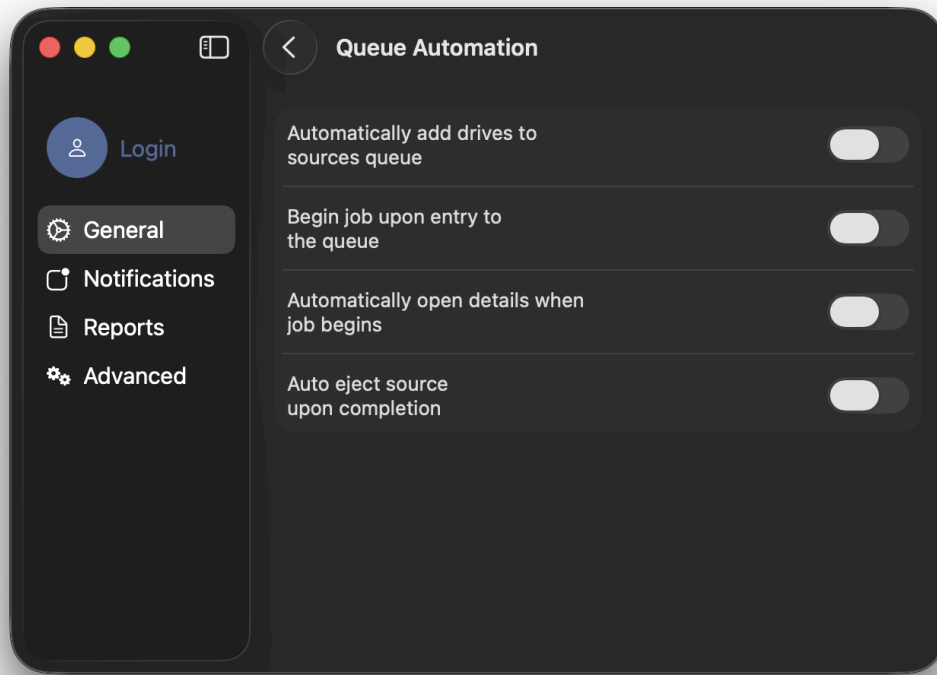 Queue Automation
Login
General
Notifications
Reports
Advanced
Automatically add drives to
sources queue
Begin job upon entry to
the queue
Automatically open details when
job begins
Auto eject source
upon completion